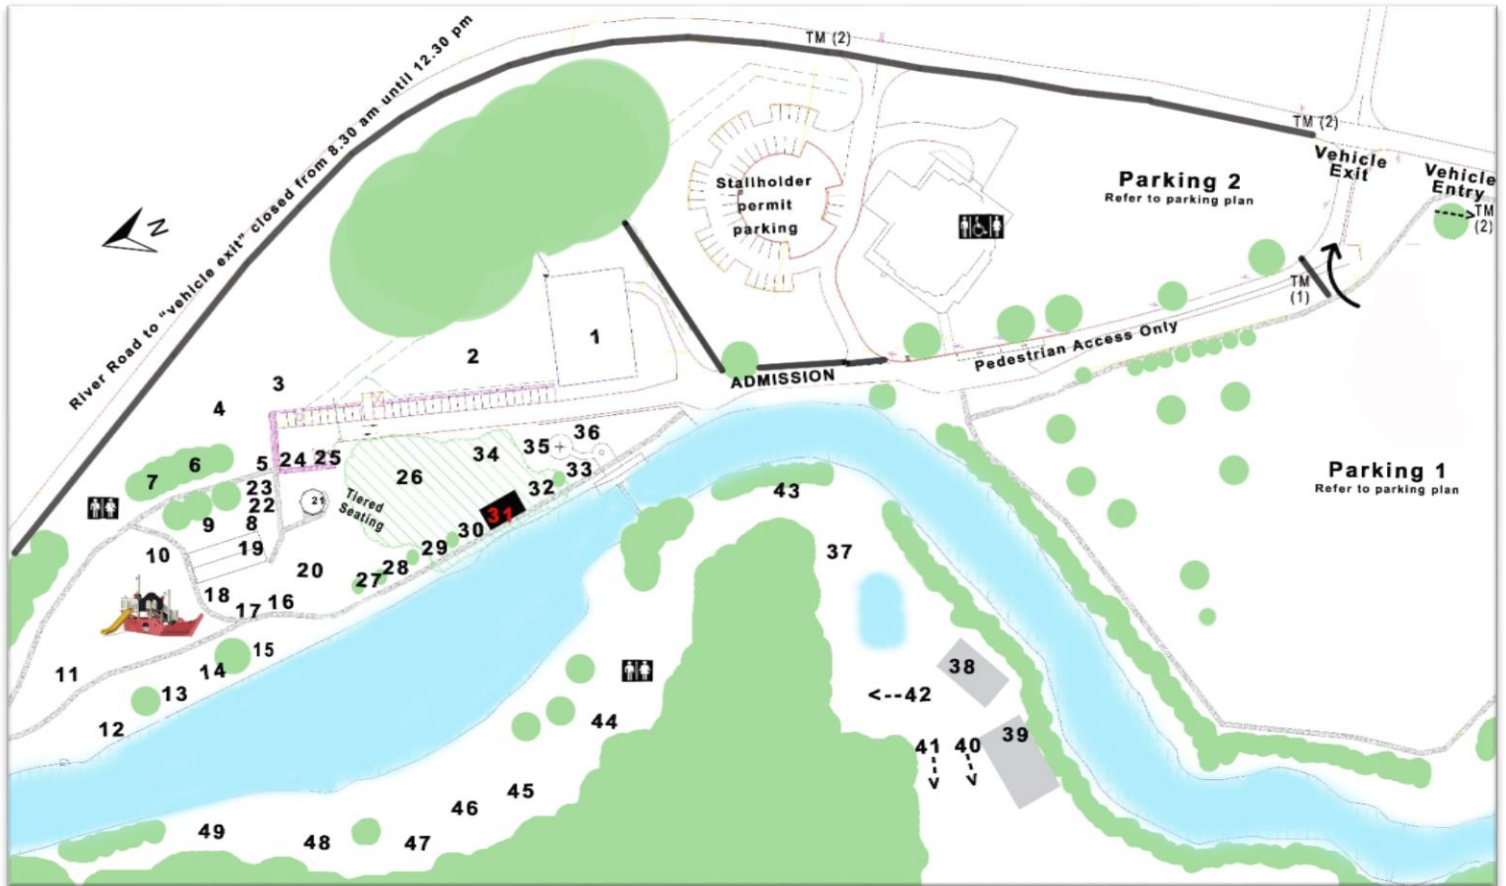 TM (2)
River Road to "vehicle exit" closed from 8.30 am until 12.30 pm
TM (2)
Vehicle
Exit
Vehicle
Entry
TM
(2)
Parking 2
Refer to parking plan
Stallholder
permit
parking
N
TM
(1)
Pedestrian Access Only
ADMISSION
1
2
3
4
5
6
7
8
9
10
11
12
13
14
15
16
17
18
19
20
21
22
23
24
25
26
Tiered
Seating
27
28
29
30
31
32
33
34
35
36
37
38
39
40
41
<--42
43
44
45
46
47
48
49
Parking 1
Refer to parking plan